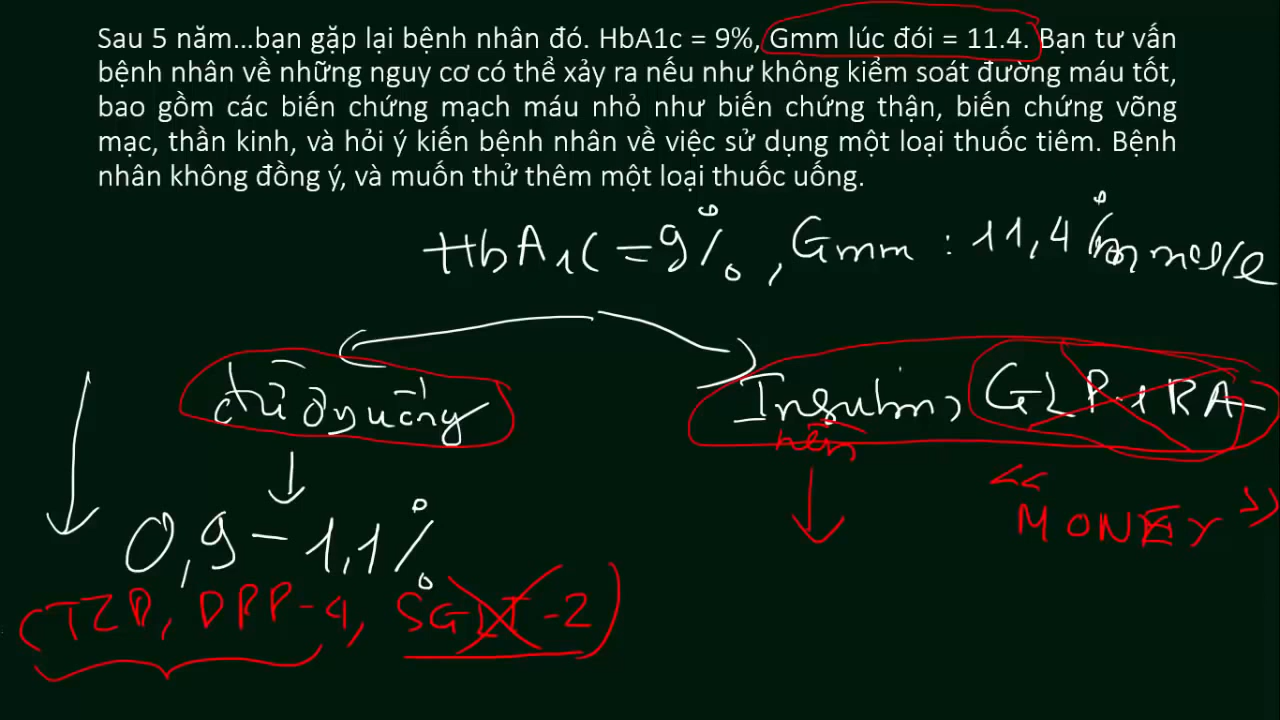 Sau 5 năm...bạn gặp lại bệnh nhân đó. HbA1c = 9%, Gmm lúc đói = 11.4. Bạn tư vấn
bệnh nhân về những nguy cơ có thể xảy ra nếu như không kiểm soát đường máu tốt,
bao gồm các biến chứng mạch máu nhỏ như biến chứng thận, biến chứng võng
mạc, thần kinh, và hỏi ý kiến bệnh nhân về việc sử dụng một loại thuốc tiêm. Bệnh
nhân không đồng ý, và muốn thử thêm một loại thuốc uống.
HbA1C = 9%, Gmm : 11,4 mmol/l
đường uống
Insulin, GLP-1 RA
nền
0,9 - 1,1%
<< MONEY >>
(TZD, DPP-4, SGLT-2)